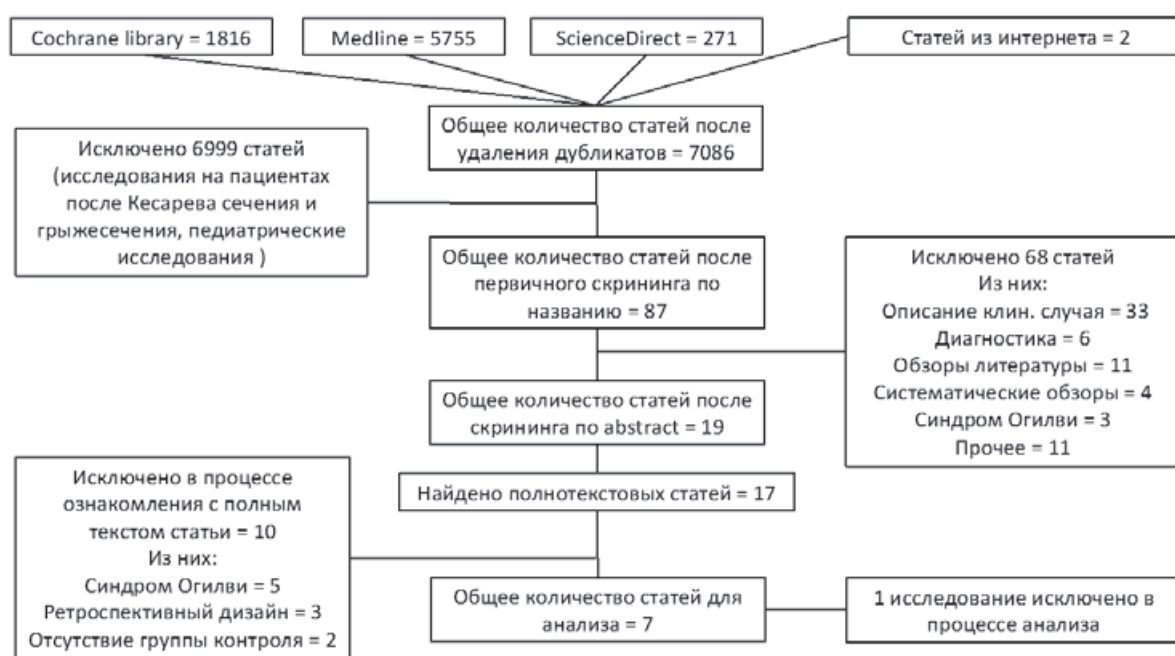 Cochrane library = 1816
Medline = 5755
ScienceDirect = 271
Статей из интернета = 2
Общее количество статей после
удаления дубликатов = 7086
Исключено 6999 статей
(исследования на пациентах
после Кесарева сечения и
грыжесечения, педиатрические
исследования )
Общее количество статей после
первичного скрининга по
названию = 87
Исключено 68 статей
Из них:
Описание клин. случая = 33
Диагностика = 6
Обзоры литературы = 11
Систематические обзоры = 4
Синдром Огилви = 3
Прочее = 11
Общее количество статей после
скрининга по abstract = 19
Найдено полнотекстовых статей = 17
Исключено в процессе
ознакомления с полным
текстом статьи = 10
Из них:
Синдром Огилви = 5
Ретроспективный дизайн = 3
Отсутствие группы контроля = 2
Общее количество статей для
анализа = 7
1 исследование исключено в
процессе анализа